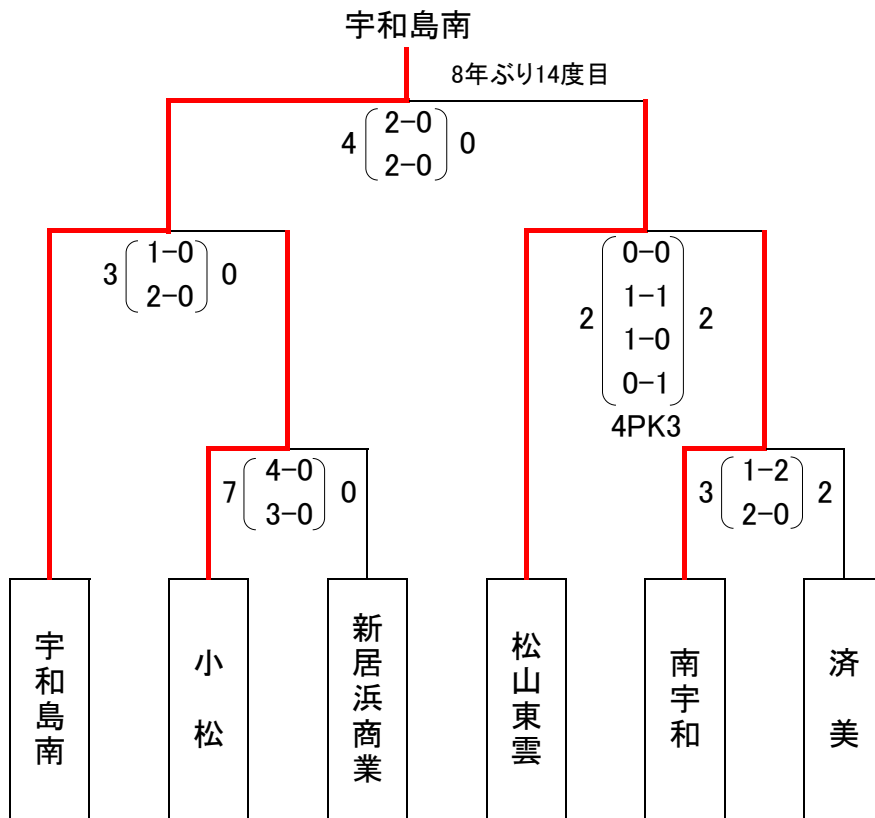 宇和島南
8年ぶり14度目
4 2-0 0
2-0
3 1-0 0
2-0
0-0
1-1
2 2
1-0
0-1
4PK3
7 4-0 0
3-0
3 1-2 2
2-0
宇和島南
小松
新居浜商業
松山東雲
南宇和
済美